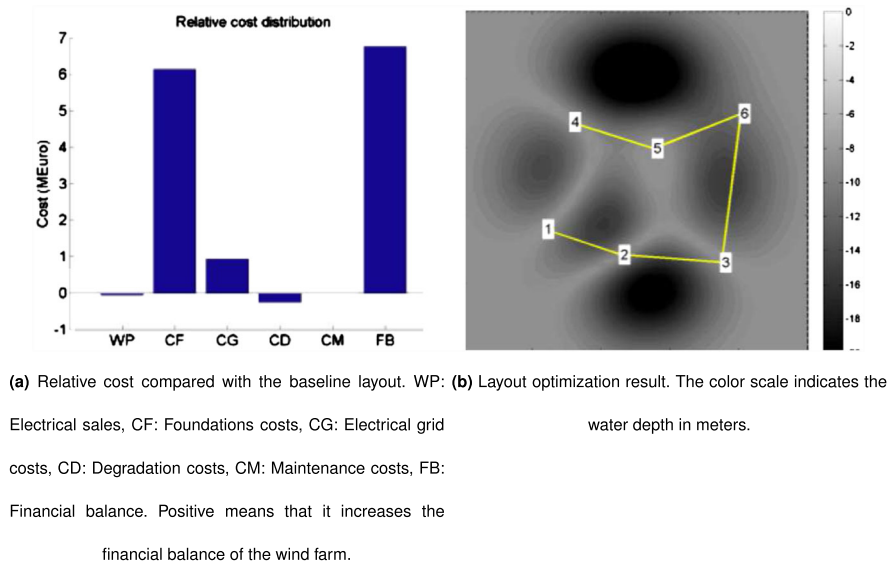 Relative cost distribution
7
6
5
4
3
2
1
0
-1
Cost (MEuro)
WP CF CG CD CM FB
4
5
6
1
2
3
0
-2
-4
-6
-8
-10
-12
-14
-16
-18
(a) Relative cost compared with the baseline layout. WP:
Electrical sales, CF: Foundations costs, CG: Electrical grid
costs, CD: Degradation costs, CM: Maintenance costs, FB:
Financial balance. Positive means that it increases the
financial balance of the wind farm.
(b) Layout optimization result. The color scale indicates the
water depth in meters.